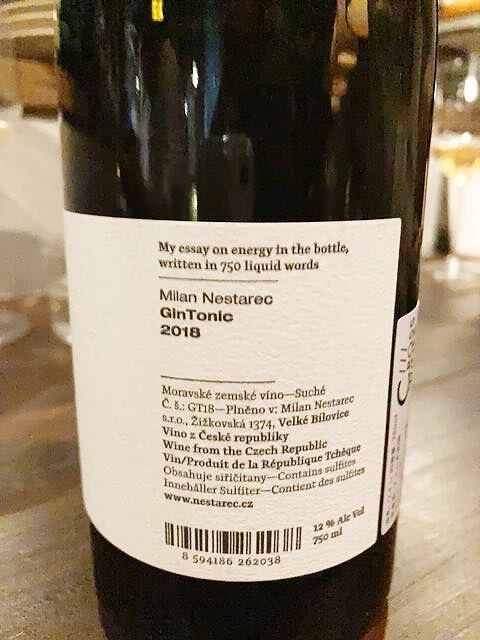 My essay on energy in the bottle,
written in 750 liquid words
Milan Nestarec
GinTonic
2018
Moravské zemské víno—Suché
Č. š.: GT18—Plněno v: Milan Nestarec
s.r.o., Žižkovská 1374, Velké Bílovice
Víno z České republiky
Wine from the Czech Republic
Vin/Produit de la République Tchèque
Obsahuje siřičitany—Contains sulfites
Innehåller Sulfiter—Contient des sulfites
www.nestarec.cz
12 % Alc Vol
750 ml
8 594186 262038